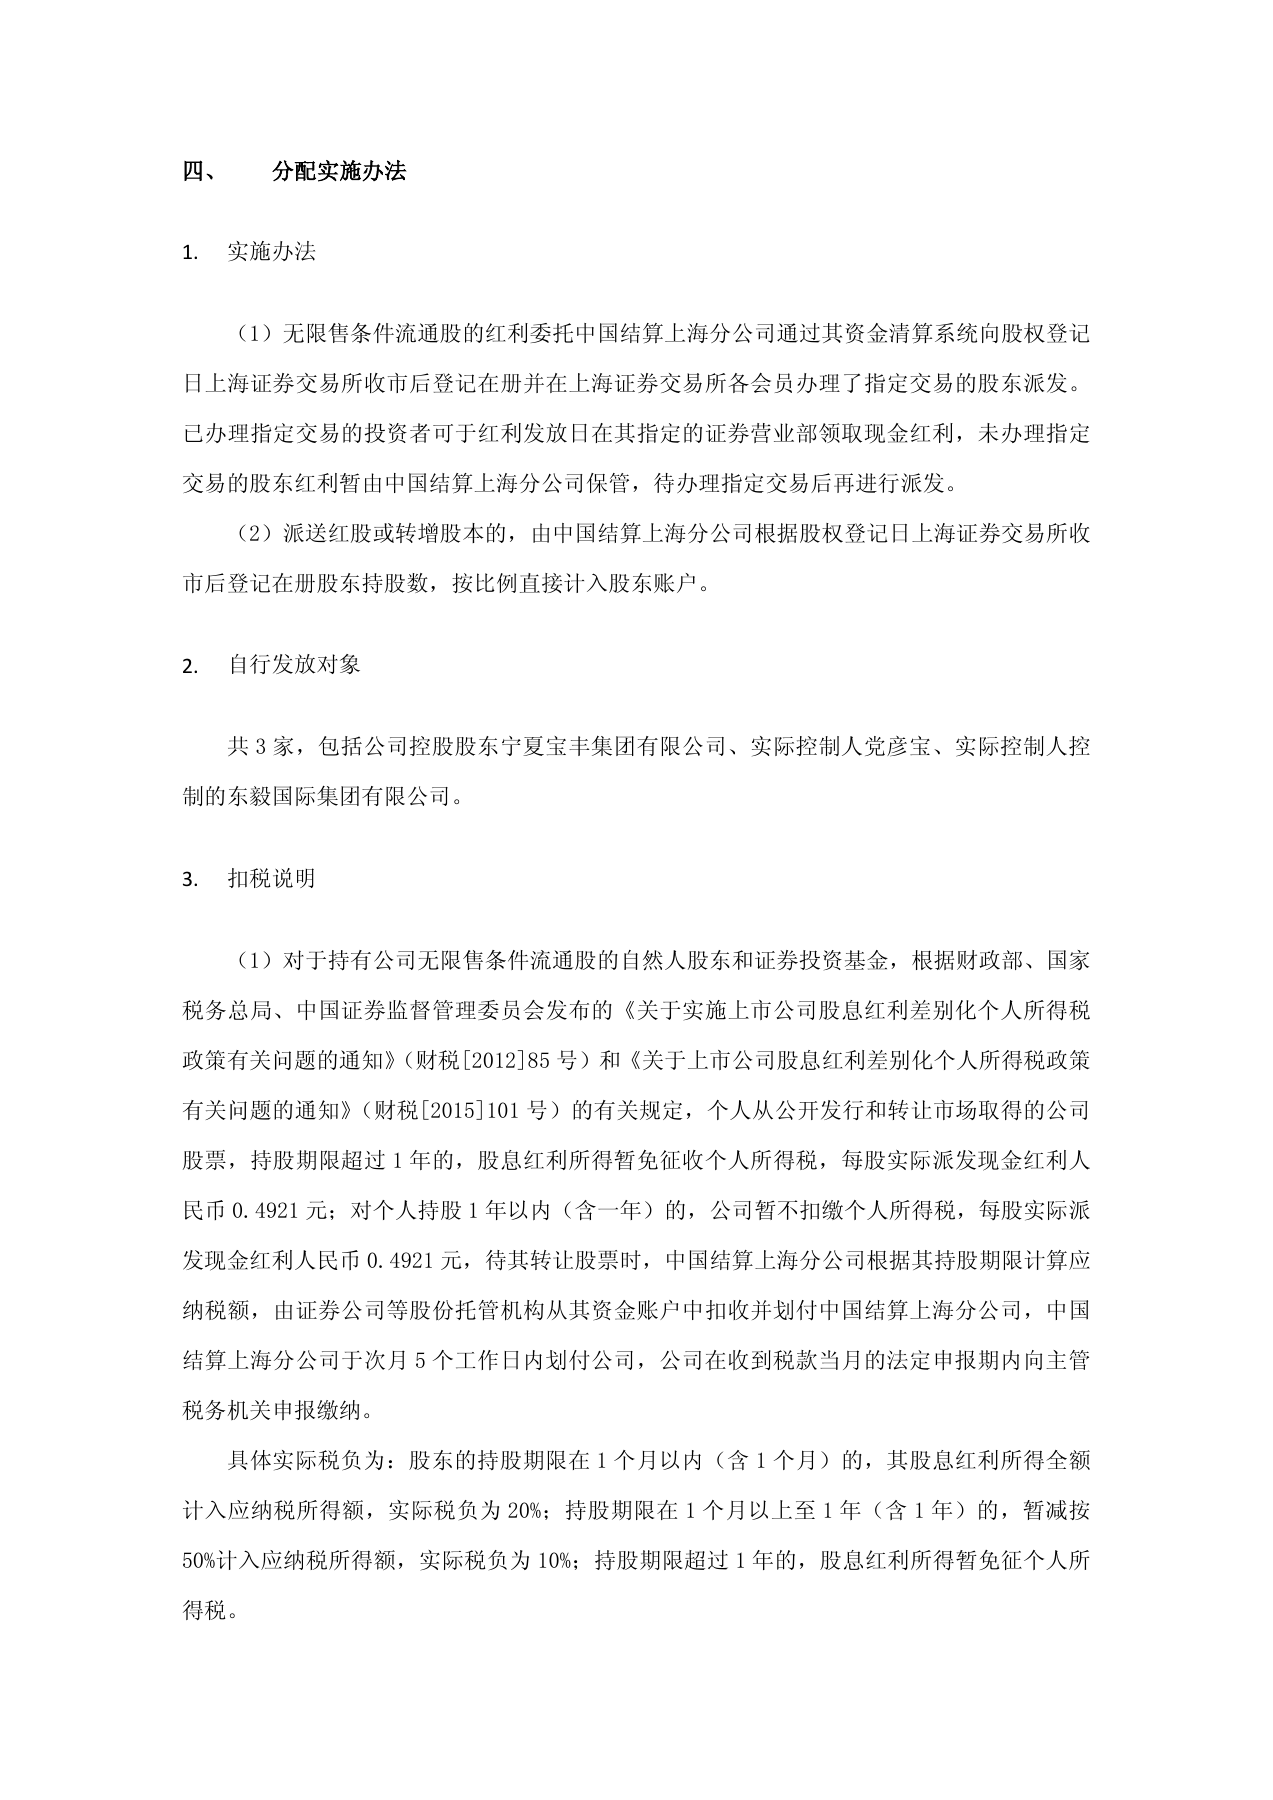 四、 分配实施办法
1. 实施办法
（1）无限售条件流通股的红利委托中国结算上海分公司通过其资金清算系统向股权登记
日上海证券交易所收市后登记在册并在上海证券交易所各会员办理了指定交易的股东派发。
已办理指定交易的投资者可于红利发放日在其指定的证券营业部领取现金红利，未办理指定
交易的股东红利暂由中国结算上海分公司保管，待办理指定交易后再进行派发。
（2）派送红股或转增股本的，由中国结算上海分公司根据股权登记日上海证券交易所收
市后登记在册股东持股数，按比例直接计入股东账户。
2. 自行发放对象
共 3 家，包括公司控股股东宁夏宝丰集团有限公司、实际控制人党彦宝、实际控制人控
制的东毅国际集团有限公司。
3. 扣税说明
（1）对于持有公司无限售条件流通股的自然人股东和证券投资基金，根据财政部、国家
税务总局、中国证券监督管理委员会发布的《关于实施上市公司股息红利差别化个人所得税
政策有关问题的通知》（财税[2012]85 号）和《关于上市公司股息红利差别化个人所得税政策
有关问题的通知》（财税[2015]101 号）的有关规定，个人从公开发行和转让市场取得的公司
股票，持股期限超过 1 年的，股息红利所得暂免征收个人所得税，每股实际派发现金红利人
民币 0.4921 元；对个人持股 1 年以内（含一年）的，公司暂不扣缴个人所得税，每股实际派
发现金红利人民币 0.4921 元，待其转让股票时，中国结算上海分公司根据其持股期限计算应
纳税额，由证券公司等股份托管机构从其资金账户中扣收并划付中国结算上海分公司，中国
结算上海分公司于次月 5 个工作日内划付公司，公司在收到税款当月的法定申报期内向主管
税务机关申报缴纳。
具体实际税负为：股东的持股期限在 1 个月以内（含 1 个月）的，其股息红利所得全额
计入应纳税所得额，实际税负为 20%；持股期限在 1 个月以上至 1 年（含 1 年）的，暂减按
50%计入应纳税所得额，实际税负为 10%；持股期限超过 1 年的，股息红利所得暂免征个人所
得税。